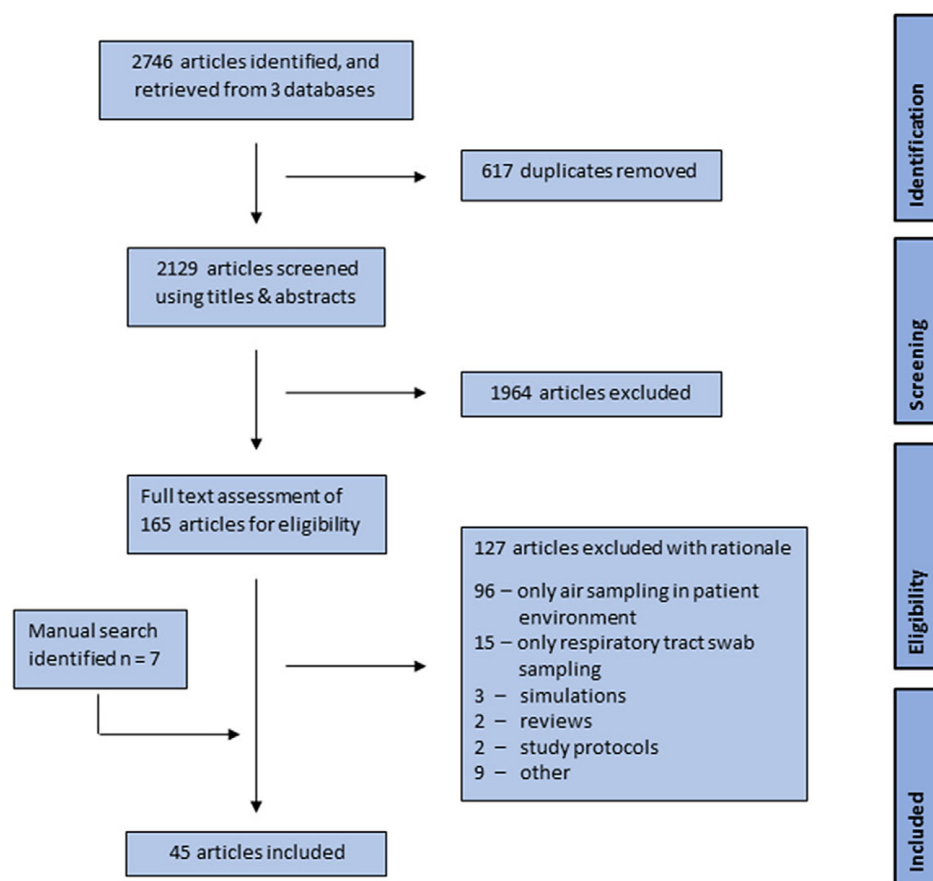 2746 articles identified, and
retrieved from 3 databases
617 duplicates removed
Identification
2129 articles screened
using titles & abstracts
1964 articles excluded
Screening
Full text assessment of
165 articles for eligibility
127 articles excluded with rationale
96 – only air sampling in patient
environment
15 – only respiratory tract swab
sampling
3 – simulations
2 – reviews
2 – study protocols
9 – other
Eligibility
Manual search
identified n = 7
45 articles included
Included